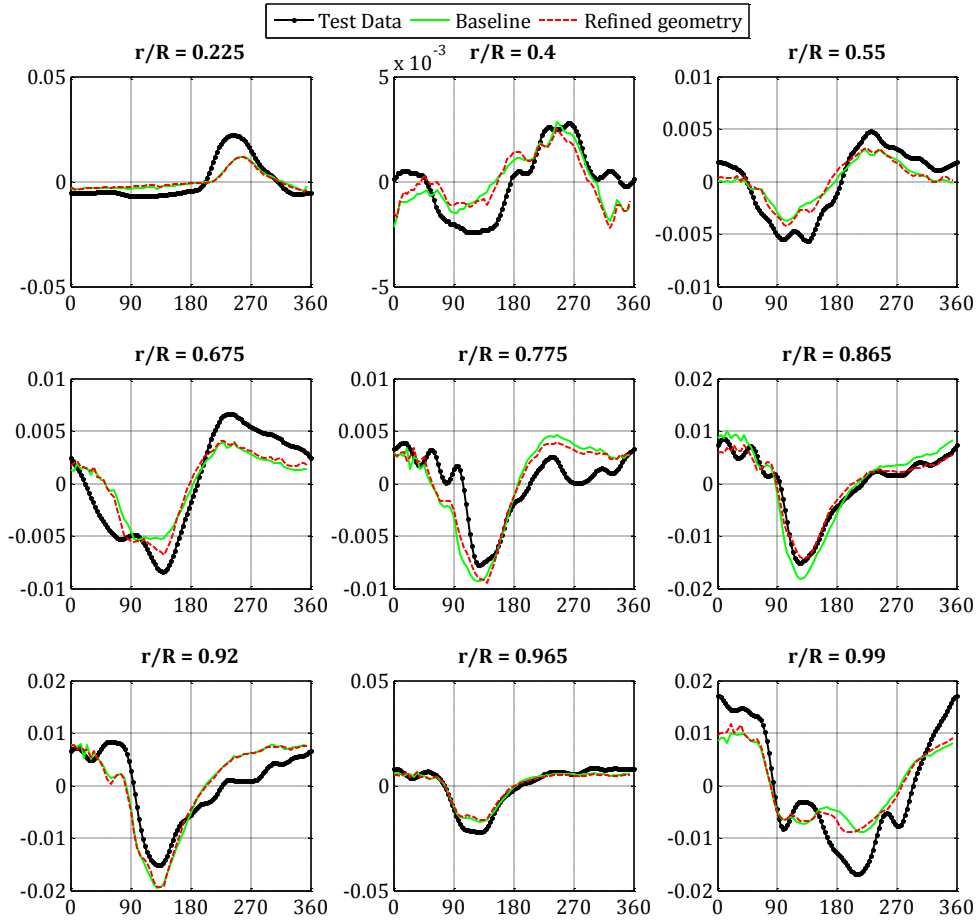 Test Data Baseline Refined geometry
r/R = 0.225 r/R = 0.4 r/R = 0.55
x 10⁻³
0.05 5 0.01
0.005
0 0 0
-0.005
-0.05 -5 -0.01
0 90 180 270 360 0 90 180 270 360 0 90 180 270 360
r/R = 0.675 r/R = 0.775 r/R = 0.865
0.01 0.01 0.02
0.005 0.005 0.01
0 0 0
-0.005 -0.005 -0.01
-0.01 -0.01 -0.02
0 90 180 270 360 0 90 180 270 360 0 90 180 270 360
r/R = 0.92 r/R = 0.965 r/R = 0.99
0.02 0.05 0.02
0.01 0.01
0 0 0
-0.01 -0.01
-0.02 -0.05 -0.02
0 90 180 270 360 0 90 180 270 360 0 90 180 270 360